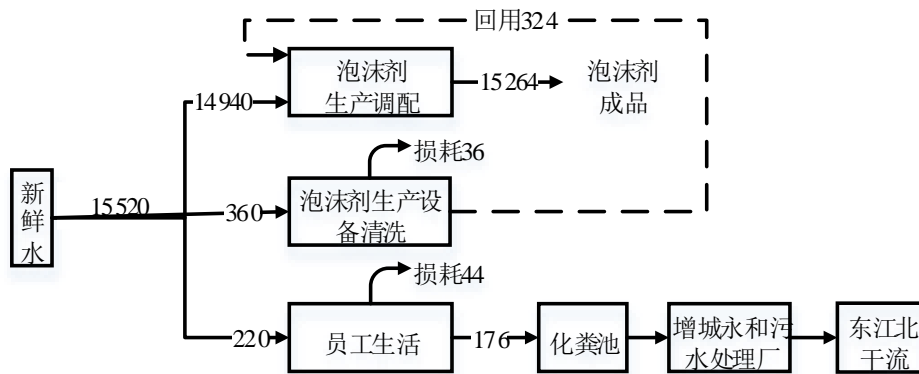 回用324
泡沫剂
生产调配
15264
泡沫剂
成品
14940
损耗36
新
鲜
水
15520
360
泡沫剂生产设
备清洗
损耗44
220
员工生活
176
化粪池
增城永和污
水处理厂
东江北
干流